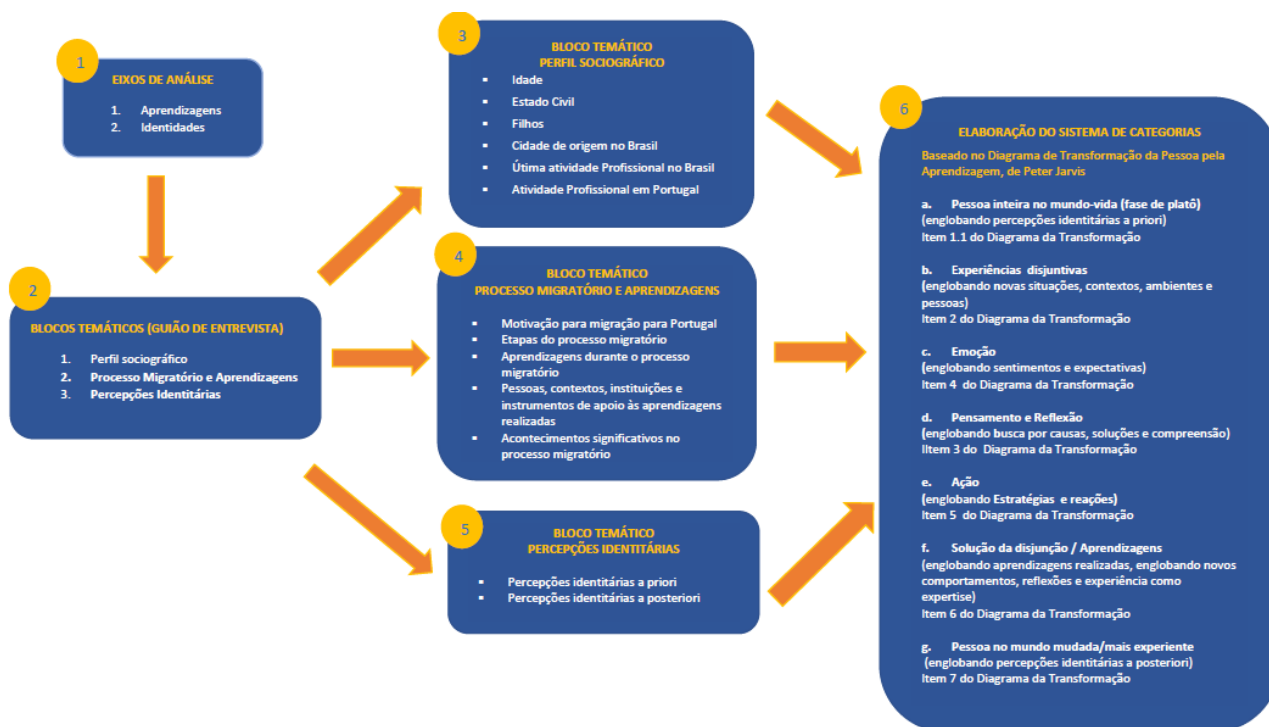 1
EIXOS DE ANÁLISE
1. Aprendizagens
2. Identidades
2
BLOCOS TEMÁTICOS (GUIÃO DE ENTREVISTA)
1. Perfil sociográfico
2. Processo Migratório e Aprendizagens
3. Percepções Identitárias
3
BLOCO TEMÁTICO
PERFIL SOCIOGRÁFICO
▪ Idade
▪ Estado Civil
▪ Filhos
▪ Cidade de origem no Brasil
▪ Útima atividade Profissional no Brasil
▪ Atividade Profissional em Portugal
4
BLOCO TEMÁTICO
PROCESSO MIGRATÓRIO E APRENDIZAGENS
▪ Motivação para migração para Portugal
▪ Etapas do processo migratório
▪ Aprendizagens durante o processo
migratório
▪ Pessoas, contextos, instituições e
instrumentos de apoio às aprendizagens
realizadas
▪ Acontecimentos significativos no
processo migratório
5
BLOCO TEMÁTICO
PERCEPÇÕES IDENTITÁRIAS
▪ Percepções identitárias a priori
▪ Percepções identitárias a posteriori
6
ELABORAÇÃO DO SISTEMA DE CATEGORIAS
Baseado no Diagrama de Transformação da Pessoa pela
Aprendizagem, de Peter Jarvis
a. Pessoa inteira no mundo-vida (fase de platô)
(englobando percepções identitárias a priori)
Item 1.1 do Diagrama da Transformação
b. Experiências disjuntivas
(englobando novas situações, contextos, ambientes e
pessoas)
Item 2 do Diagrama da Transformação
c. Emoção
(englobando sentimentos e expectativas)
Item 4 do Diagrama da Transformação
d. Pensamento e Reflexão
(englobando busca por causas, soluções e compreensão)
IItem 3 do Diagrama da Transformação
e. Ação
(englobando Estratégias e reações)
Item 5 do Diagrama da Transformação
f. Solução da disjunção / Aprendizagens
(englobando aprendizagens realizadas, englobando novos
comportamentos, reflexões e experiência como
expertise)
Item 6 do Diagrama da Transformação
g. Pessoa no mundo mudada/mais experiente
(englobando percepções identitárias a posteriori)
Item 7 do Diagrama da Transformação